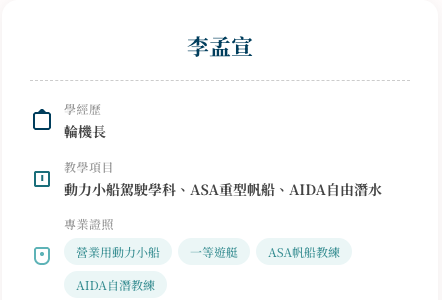 李孟宣
學經歷
輪機長
教學項目
動力小船駕駛學科、ASA重型帆船、AIDA自由潛水
專業證照
營業用動力小船
一等遊艇
ASA帆船教練
AIDA自潛教練